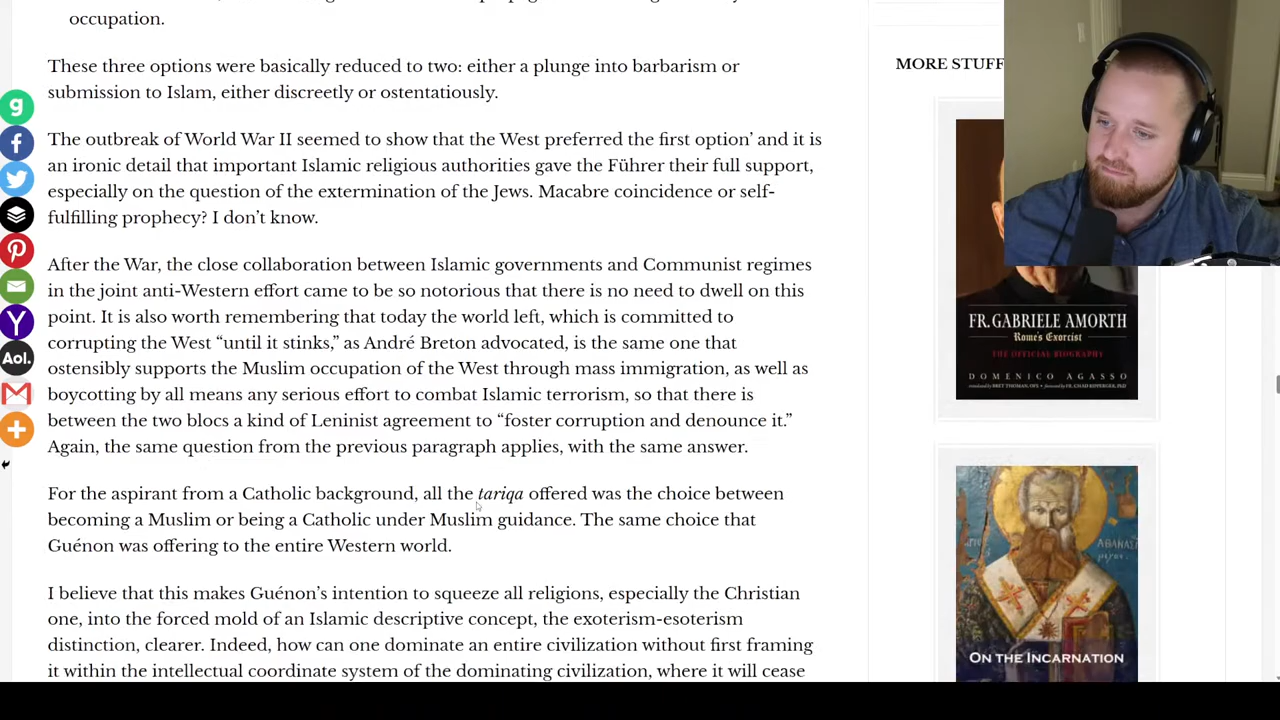 occupation.
These three options were basically reduced to two: either a plunge into barbarism or
submission to Islam, either discreetly or ostentatiously.
The outbreak of World War II seemed to show that the West preferred the first option’ and it is
an ironic detail that important Islamic religious authorities gave the Führer their full support,
especially on the question of the extermination of the Jews. Macabre coincidence or self-
fulfilling prophecy? I don’t know.
After the War, the close collaboration between Islamic governments and Communist regimes
in the joint anti-Western effort came to be so notorious that there is no need to dwell on this
point. It is also worth remembering that today the world left, which is committed to
corrupting the West “until it stinks,” as André Breton advocated, is the same one that
ostensibly supports the Muslim occupation of the West through mass immigration, as well as
boycotting by all means any serious effort to combat Islamic terrorism, so that there is
between the two blocs a kind of Leninist agreement to “foster corruption and denounce it.”
Again, the same question from the previous paragraph applies, with the same answer.
For the aspirant from a Catholic background, all the tariqa offered was the choice between
becoming a Muslim or being a Catholic under Muslim guidance. The same choice that
Guénon was offering to the entire Western world.
I believe that this makes Guénon’s intention to squeeze all religions, especially the Christian
one, into the forced mold of an Islamic descriptive concept, the exoterism-esoterism
distinction, clearer. Indeed, how can one dominate an entire civilization without first framing
it within the intellectual coordinate system of the dominating civilization, where it will cease
Aol.
MORE STUFF
FR. GABRIELE AMORTH
Rome's Exorcist
THE OFFICIAL BIOGRAPHY
DOMENICO AGASSO
ON THE INCARNATION